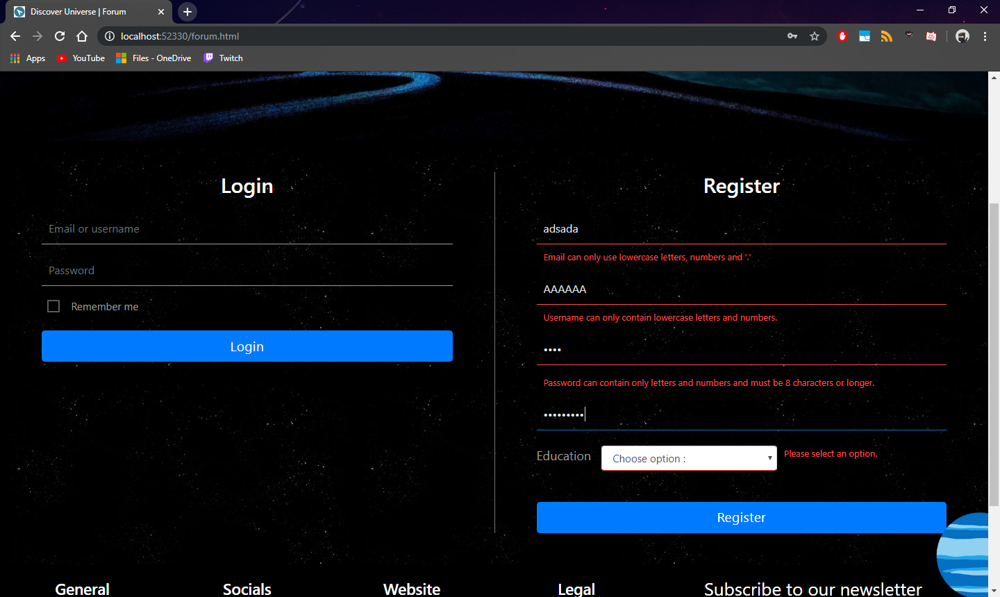 Discover Universe | Forum
localhost:52330/forum.html
Apps YouTube Files - OneDrive Twitch
Login
Email or username
Password
Remember me
Login
Register
adsada
Email can only use lowercase letters, numbers and '.'
AAAAAA
Username can only contain lowercase letters and numbers.
••••
Password can contain only letters and numbers and must be 8 characters or longer.
•••••••••
Education Choose option : Please select an option.
Register
General Socials Website Legal Subscribe to our newsletter